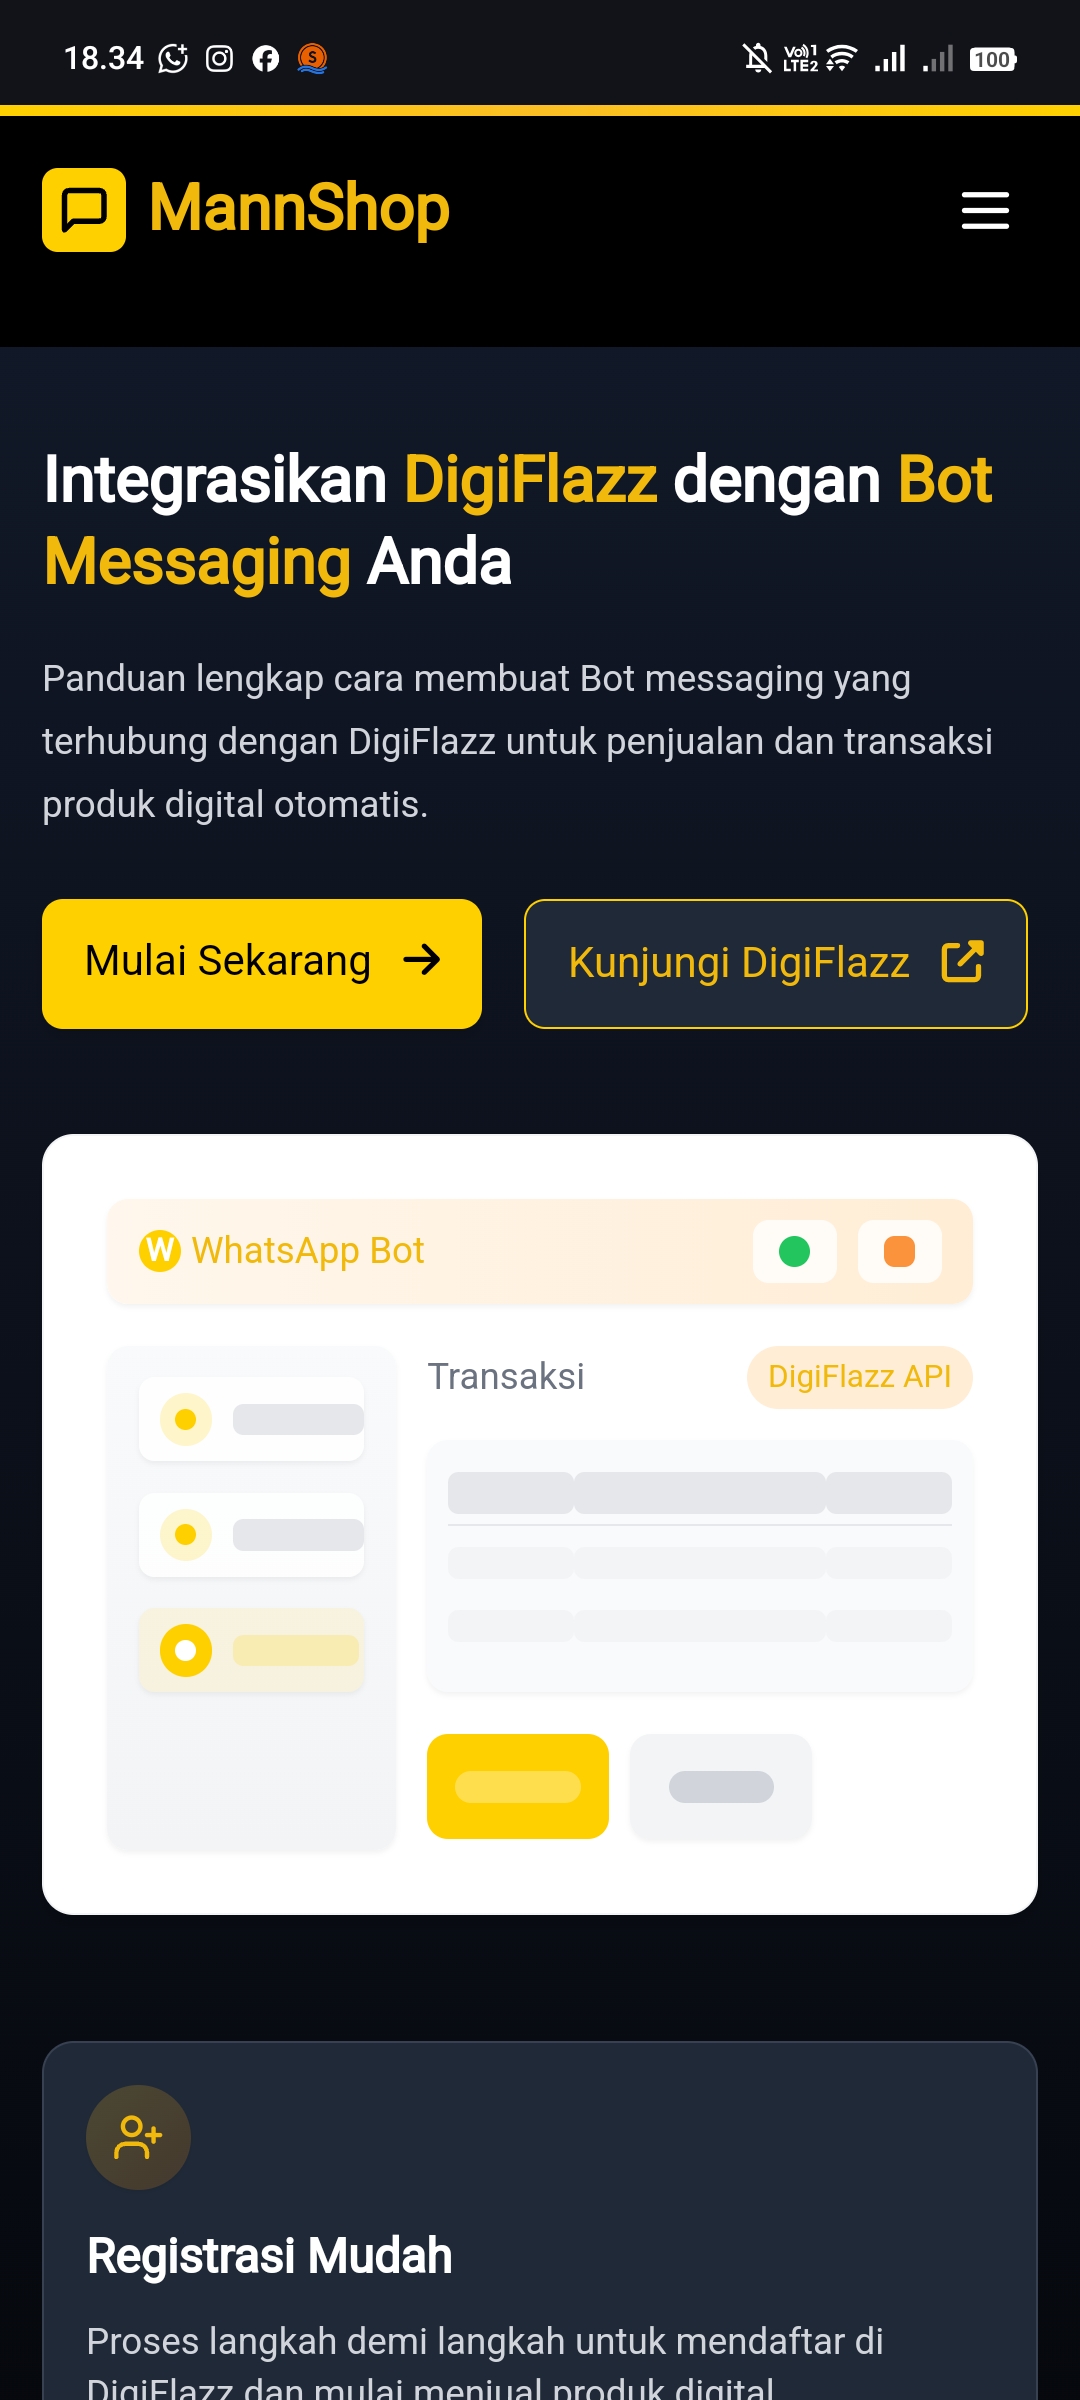 18.34
Vo)) 1
LTE2
100
MannShop
Integrasikan DigiFlazz dengan Bot
Messaging Anda
Panduan lengkap cara membuat Bot messaging yang
terhubung dengan DigiFlazz untuk penjualan dan transaksi
produk digital otomatis.
Mulai Sekarang
Kunjungi DigiFlazz
W WhatsApp Bot
Transaksi
DigiFlazz API
Registrasi Mudah
Proses langkah demi langkah untuk mendaftar di
DigiFlazz dan mulai menjual produk digital